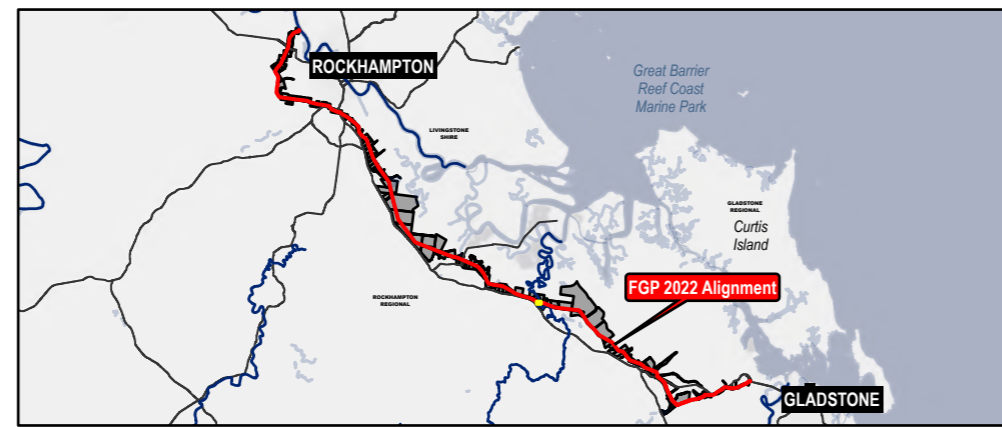 ROCKHAMPTON
Great Barrier
Reef Coast
Marine Park
LIVINGSTONE
SHIRE
GLADSTONE
REGIONAL
Curtis
Island
FGP 2022 Alignment
ROCKHAMPTON
REGIONAL
GLADSTONE